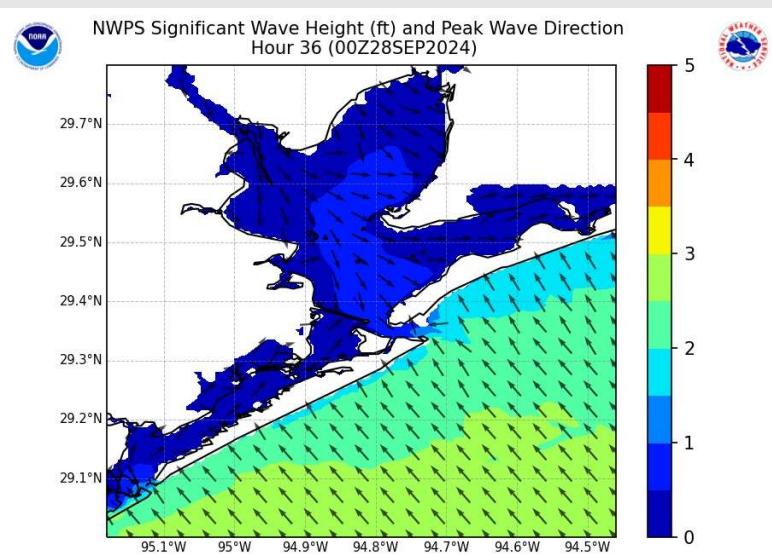 NWPS Significant Wave Height (ft) and Peak Wave Direction
Hour 36 (00Z28SEP2024)
NOAA
29.7°N
29.6°N
29.5°N
29.4°N
29.3°N
29.2°N
29.1°N
95.1°W 95°W 94.9°W 94.8°W 94.7°W 94.6°W 94.5°W
5
4
3
2
1
0